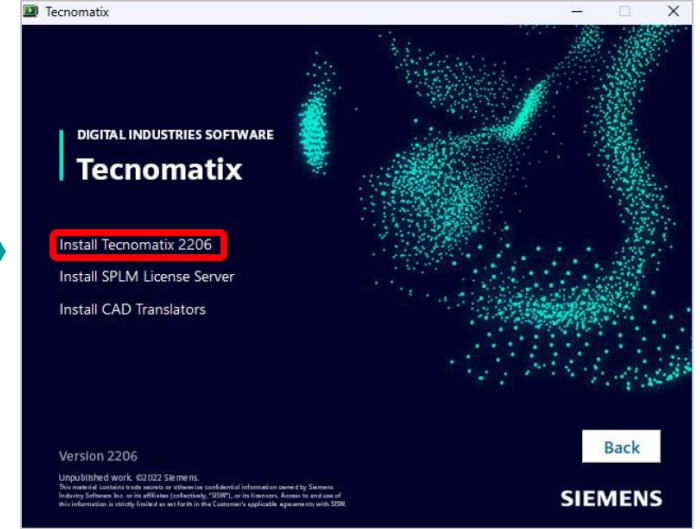 Tecnomatix
DIGITAL INDUSTRIES SOFTWARE
Tecnomatix
Install Tecnomatix 2206
Install SPLM License Server
Install CAD Translators
Back
Version 2206
Unpublished work. ©2022 Siemens.
This material contains trade secrets or otherwise confidential information owned by Siemens
Industry Software Inc. or its affiliates (collectively, "SISW"), or its licensors. Access to and use of
this information is strictly limited as set forth in the Customer's applicable agreements with SISW.
SIEMENS